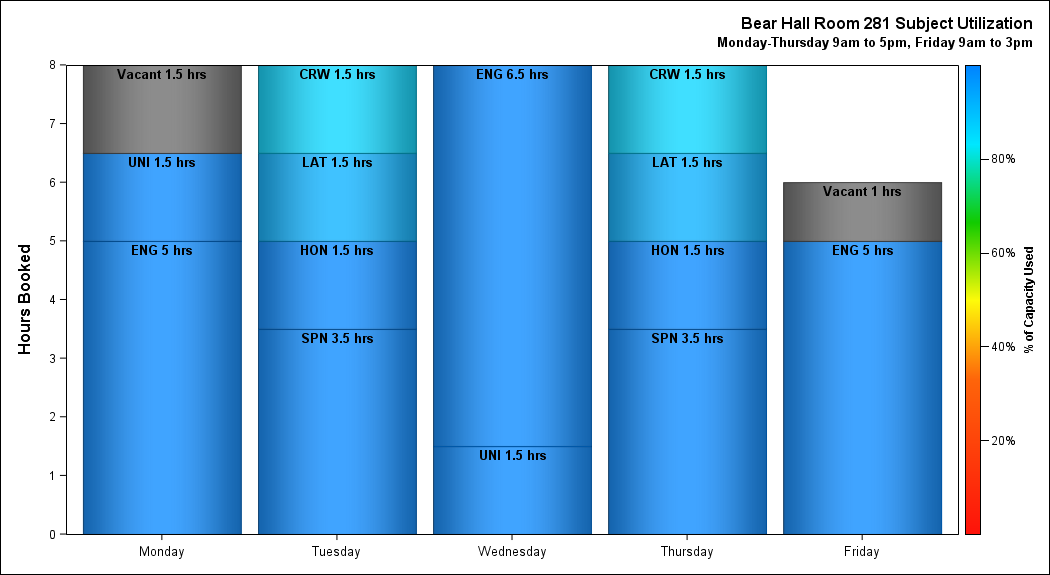 Bear Hall Room 281 Subject Utilization
Monday-Thursday 9am to 5pm, Friday 9am to 3pm
Hours Booked
8
7
6
5
4
3
2
1
0
Vacant 1.5 hrs
UNI 1.5 hrs
ENG 5 hrs
CRW 1.5 hrs
LAT 1.5 hrs
HON 1.5 hrs
SPN 3.5 hrs
ENG 6.5 hrs
UNI 1.5 hrs
CRW 1.5 hrs
LAT 1.5 hrs
HON 1.5 hrs
SPN 3.5 hrs
Vacant 1 hrs
ENG 5 hrs
Monday
Tuesday
Wednesday
Thursday
Friday
80%
60%
40%
20%
% of Capacity Used